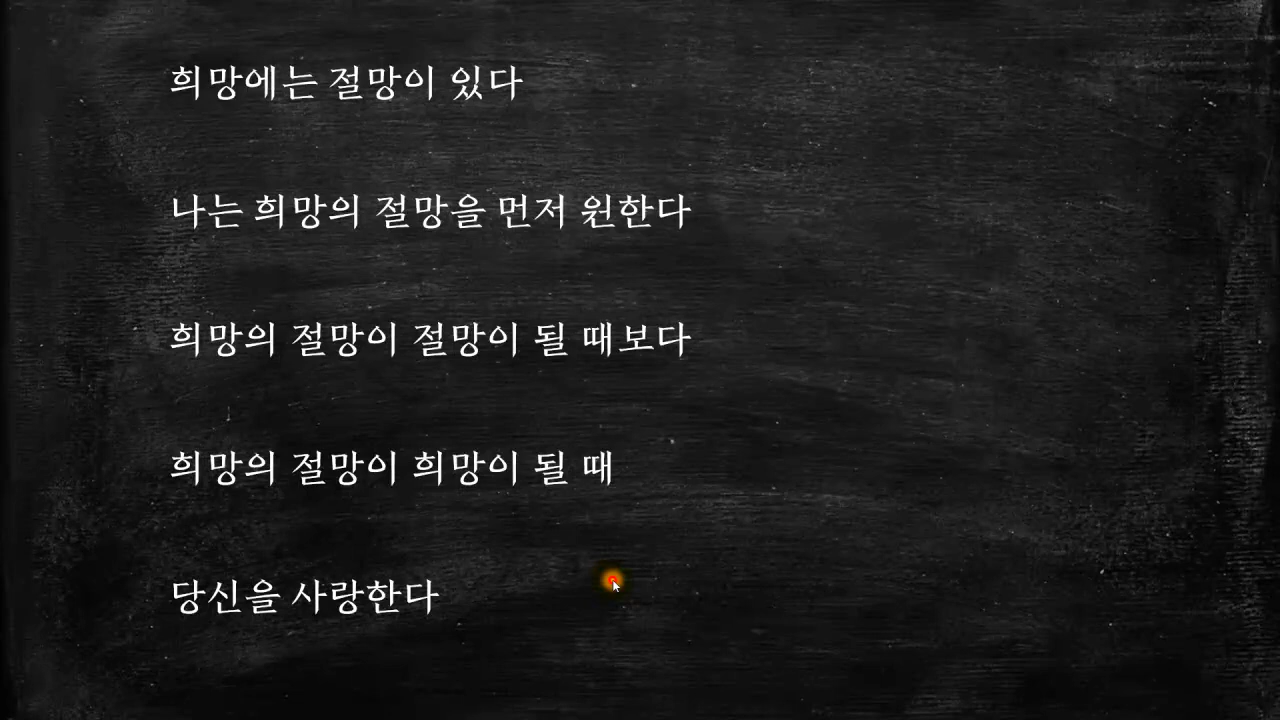 희망에는 절망이 있다
나는 희망의 절망을 먼저 원한다
희망의 절망이 절망이 될 때보다
희망의 절망이 희망이 될 때
당신을 사랑한다